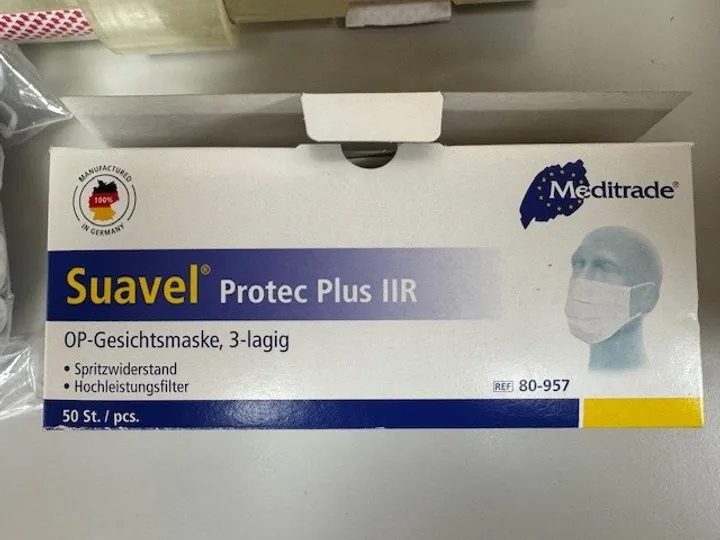 MANUFACTURED
100%
IN GERMANY
Meditrade®
Suavel® Protec Plus IIR
OP-Gesichtsmaske, 3-lagig
• Spritzwiderstand
• Hochleistungsfilter
REF 80-957
50 St. / pcs.